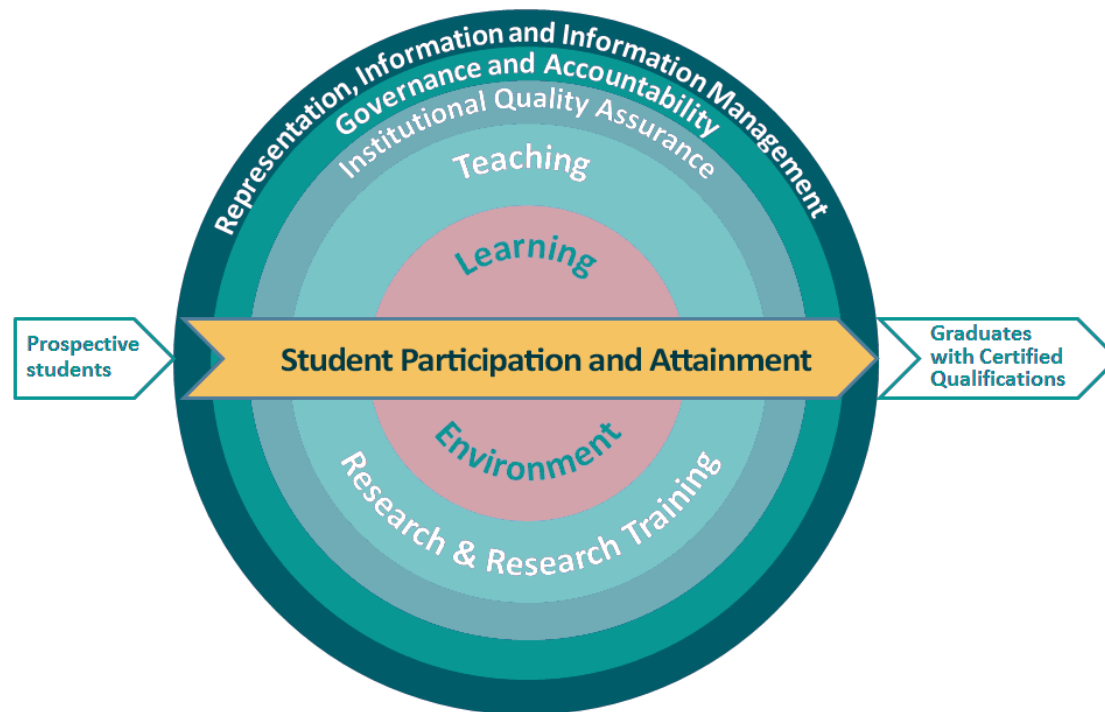 Representation, Information and Information Management
Governance and Accountability
Institutional Quality Assurance
Teaching
Learning
Prospective
students
Student Participation and Attainment
Graduates
with Certified
Qualifications
Environment
Research & Research Training